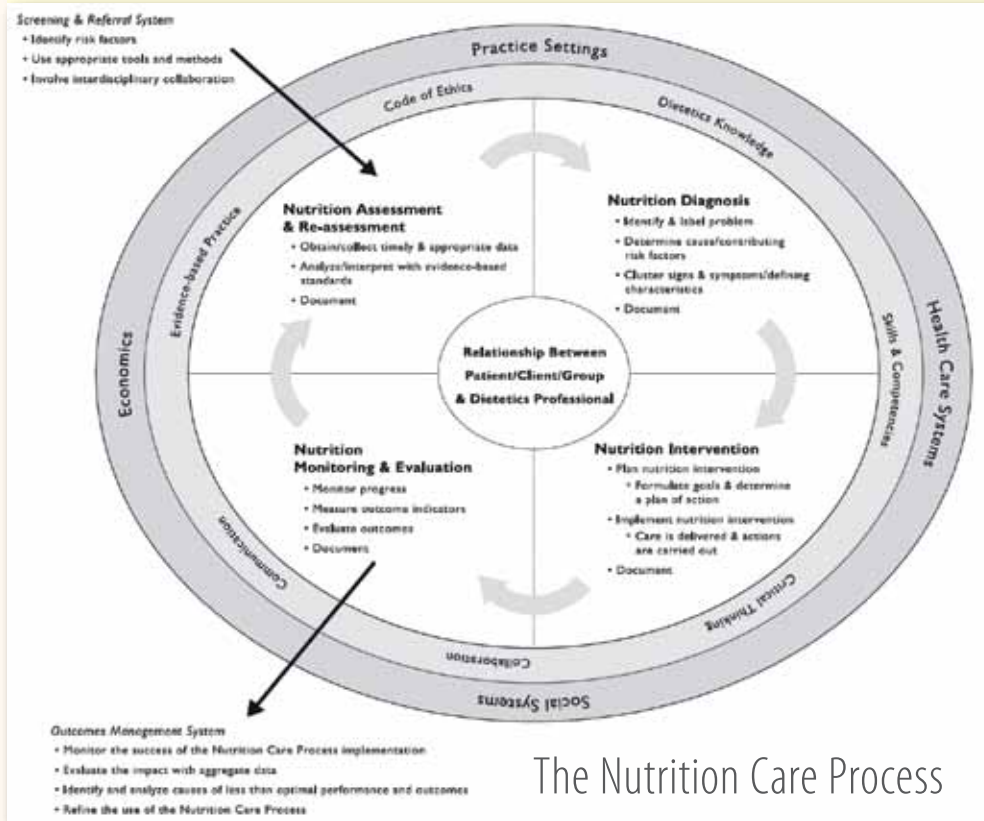 Screening & Referral System
• Identify risk factors
• Use appropriate tools and methods
• Involve interdisciplinary collaboration
Practice Settings
Code of Ethics
Dietetics Knowledge
Nutrition Assessment
& Re-assessment
• Obtain/collect timely & appropriate data
• Analyze/interpret with evidence-based
standards
• Document
Nutrition Diagnosis
• Identify & label problem
• Determine cause/contributing
risk factors
• Cluster signs & symptoms/defining
characteristics
• Document
Evidence-based Practice
Economics
Relationship Between
Patient/Client/Group
& Dietetics Professional
Skills & Competencies
Health Care Systems
Nutrition
Monitoring & Evaluation
• Monitor progress
• Measure outcome indicators
• Evaluate outcomes
• Document
Nutrition Intervention
• Plan nutrition intervention
* Formulate goals & determine
a plan of action
• Implement nutrition intervention
* Care is delivered & actions
are carried out
• Document
Communication
Critical Thinking
Collaboration
Social Systems
Outcomes Management System
• Monitor the success of the Nutrition Care Process implementation
• Evaluate the impact with aggregate data
• Identify and analyze causes of less than optimal performance and outcomes
• Refine the use of the Nutrition Care Process
The Nutrition Care Process